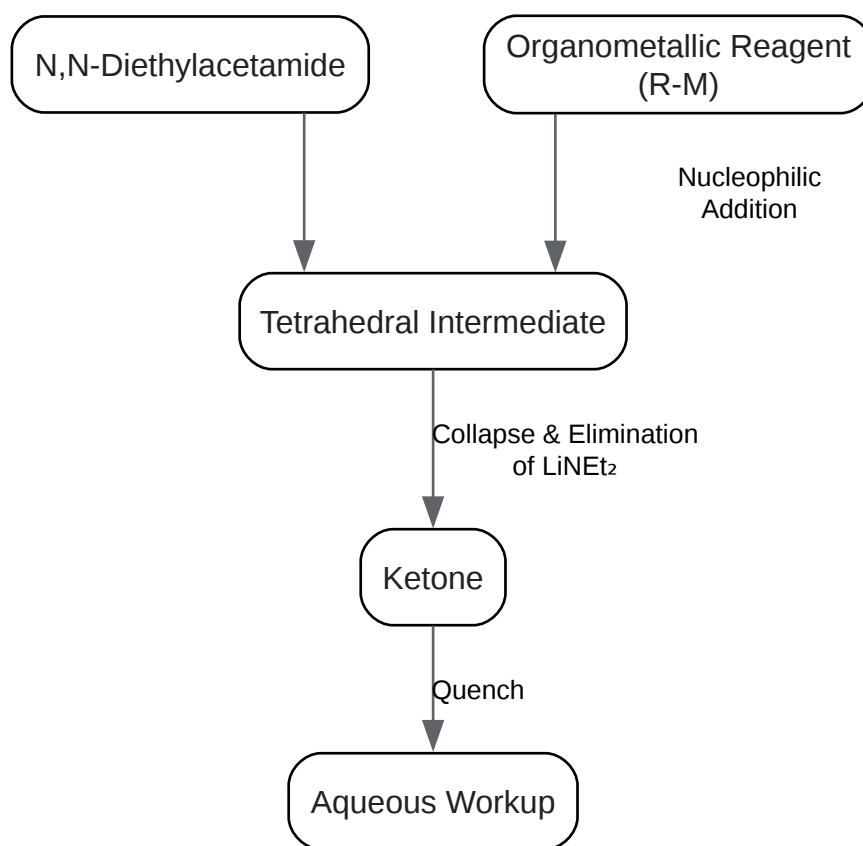 N,N-Diethylacetamide
Organometallic Reagent
(R-M)
Nucleophilic
Addition
Tetrahedral Intermediate
Collapse & Elimination
of LiNEt₂
Ketone
Quench
Aqueous Workup